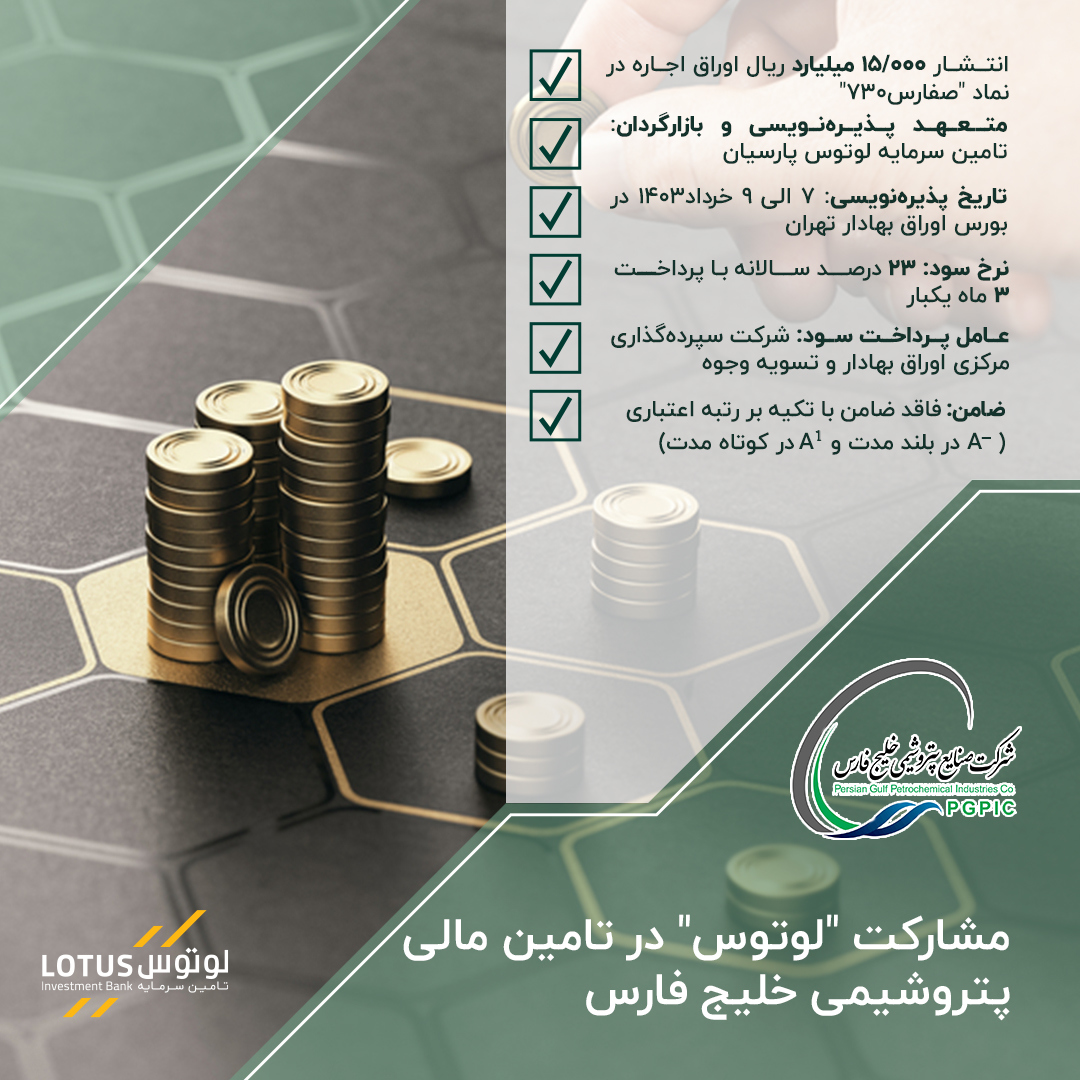 انتشار ۱۵/۰۰۰ میلیارد ریال اوراق اجاره در
نماد "صفارس۷۳۰"
متعهد پذیره‌نویسی و بازارگردان:
تامین سرمایه لوتوس پارسیان
تاریخ پذیره‌نویسی: ۷ الی ۹ خرداد۱۴۰۳ در
بورس اوراق بهادار تهران
نرخ سود: ۲۳ درصد سالانه با پرداخت
۳ ماه یکبار
عامل پرداخت سود: شرکت سپرده‌گذاری
مرکزی اوراق بهادار و تسویه وجوه
ضامن: فاقد ضامن با تکیه بر رتبه اعتباری
( A– در بلند مدت و A¹ در کوتاه مدت)
شرکت صنایع پتروشیمی خلیج فارس
Persian Gulf Petrochemical Industries Co
PGPIC
مشارکت "لوتوس" در تامین مالی
پتروشیمی خلیج فارس
LOTUS لوتوس
Investment Bank تامین سرمایه